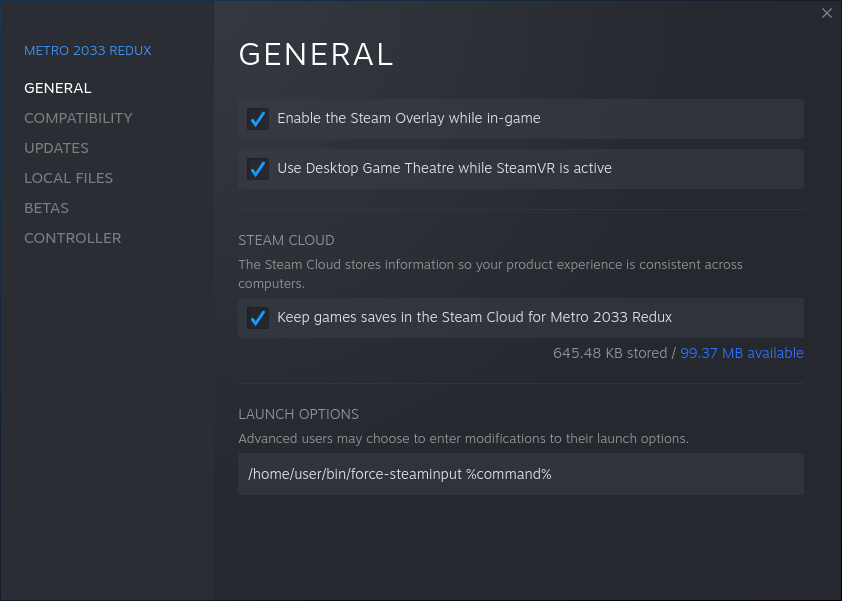 METRO 2033 REDUX
GENERAL
COMPATIBILITY
UPDATES
LOCAL FILES
BETAS
CONTROLLER
GENERAL
Enable the Steam Overlay while in-game
Use Desktop Game Theatre while SteamVR is active
STEAM CLOUD
The Steam Cloud stores information so your product experience is consistent across
computers.
Keep games saves in the Steam Cloud for Metro 2033 Redux
645.48 KB stored / 99.37 MB available
LAUNCH OPTIONS
Advanced users may choose to enter modifications to their launch options.
/home/user/bin/force-steaminput %command%